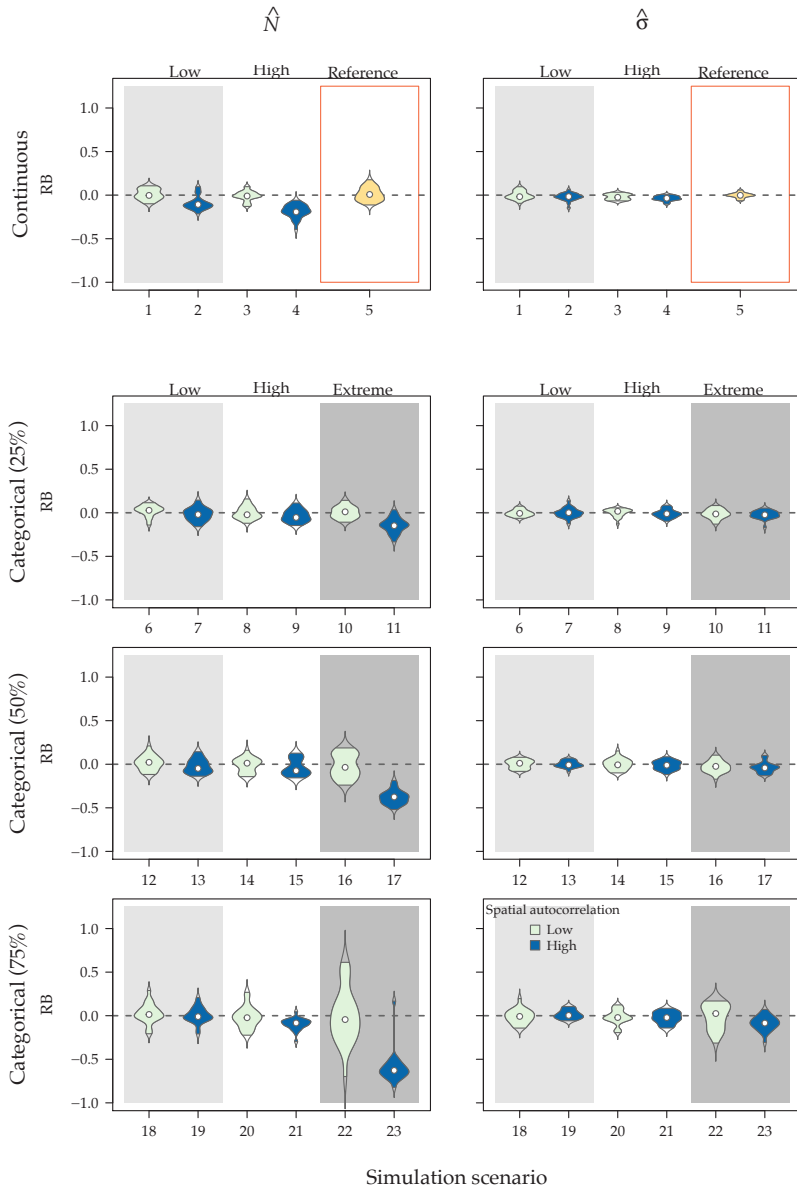 N̂ σ̂
Low High Reference Low High Reference
Continuous
RB
1.0
0.5
0.0
−0.5
−1.0
1 2 3 4 5 1 2 3 4 5
Low High Extreme Low High Extreme
Categorical (25%)
RB
1.0
0.5
0.0
−0.5
−1.0
6 7 8 9 10 11 6 7 8 9 10 11
Categorical (50%)
RB
1.0
0.5
0.0
−0.5
−1.0
12 13 14 15 16 17 12 13 14 15 16 17
Categorical (75%)
RB
1.0
0.5
0.0
−0.5
−1.0
Spatial autocorrelation
Low
High
18 19 20 21 22 23 18 19 20 21 22 23
Simulation scenario